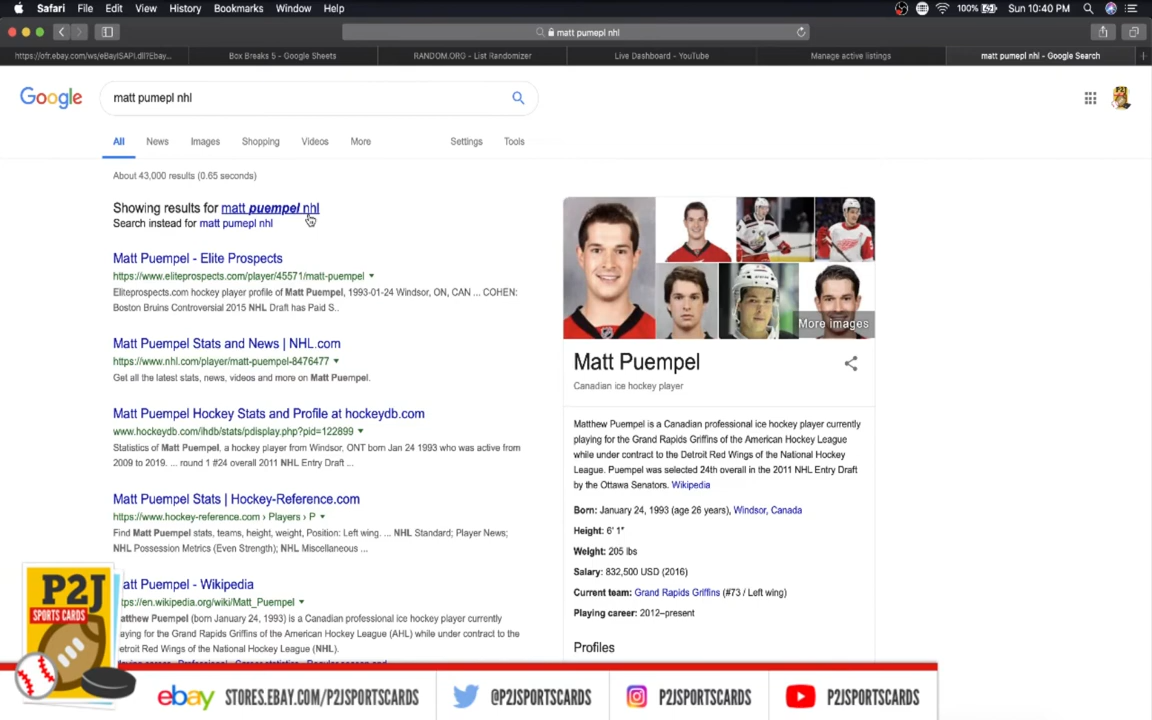 Safari File Edit View History Bookmarks Window Help 100% Sun 10:40 PM
matt pumepl nhl
https://ofr.ebay.com/ws/eBayISAPI.dll?Ebay... Box Breaks 5 - Google Sheets RANDOM.ORG - List Randomizer Live Dashboard - YouTube Manage active listings matt pumepl nhl - Google Search
Google matt pumepl nhl
All News Images Shopping Videos More Settings Tools
About 43,000 results (0.65 seconds)
Showing results for matt puempel nhl
Search instead for matt pumepl nhl
Matt Puempel - Elite Prospects
https://www.eliteprospects.com/player/45571/matt-puempel
Eliteprospects.com hockey player profile of Matt Puempel, 1993-01-24 Windsor, ON, CAN ... COHEN:
Boston Bruins Controversial 2015 NHL Draft has Paid S..
Matt Puempel Stats and News | NHL.com
https://www.nhl.com/player/matt-puempel-8476477
Get all the latest stats, news, videos and more on Matt Puempel.
Matt Puempel Hockey Stats and Profile at hockeydb.com
www.hockeydb.com/ihdb/stats/pdisplay.php?pid=122899
Statistics of Matt Puempel, a hockey player from Windsor, ONT born Jan 24 1993 who was active from
2009 to 2019. ... round 1 #24 overall 2011 NHL Entry Draft ...
Matt Puempel Stats | Hockey-Reference.com
https://www.hockey-reference.com › Players › P
Find Matt Puempel stats, teams, height, weight, Position: Left wing. ... NHL Standard; Player News;
NHL Possession Metrics (Even Strength); NHL Miscellaneous ...
att Puempel - Wikipedia
tps://en.wikipedia.org/wiki/Matt_Puempel
atthew Puempel (born January 24, 1993) is a Canadian professional ice hockey player currently
aying for the Grand Rapids Griffins of the American Hockey League (AHL) while under contract to the
etroit Red Wings of the National Hockey League (NHL).
More images
Matt Puempel
Canadian ice hockey player
Matthew Puempel is a Canadian professional ice hockey player currently
playing for the Grand Rapids Griffins of the American Hockey League
while under contract to the Detroit Red Wings of the National Hockey
League. Puempel was selected 24th overall in the 2011 NHL Entry Draft
by the Ottawa Senators. Wikipedia
Born: January 24, 1993 (age 26 years), Windsor, Canada
Height: 6' 1″
Weight: 205 lbs
Salary: 832,500 USD (2016)
Current team: Grand Rapids Griffins (#73 / Left wing)
Playing career: 2012–present
Profiles
P2J
SPORTS CARDS
ebay STORES.EBAY.COM/P2JSPORTSCARDS @P2JSPORTSCARDS P2JSPORTSCARDS P2JSPORTSCARDS